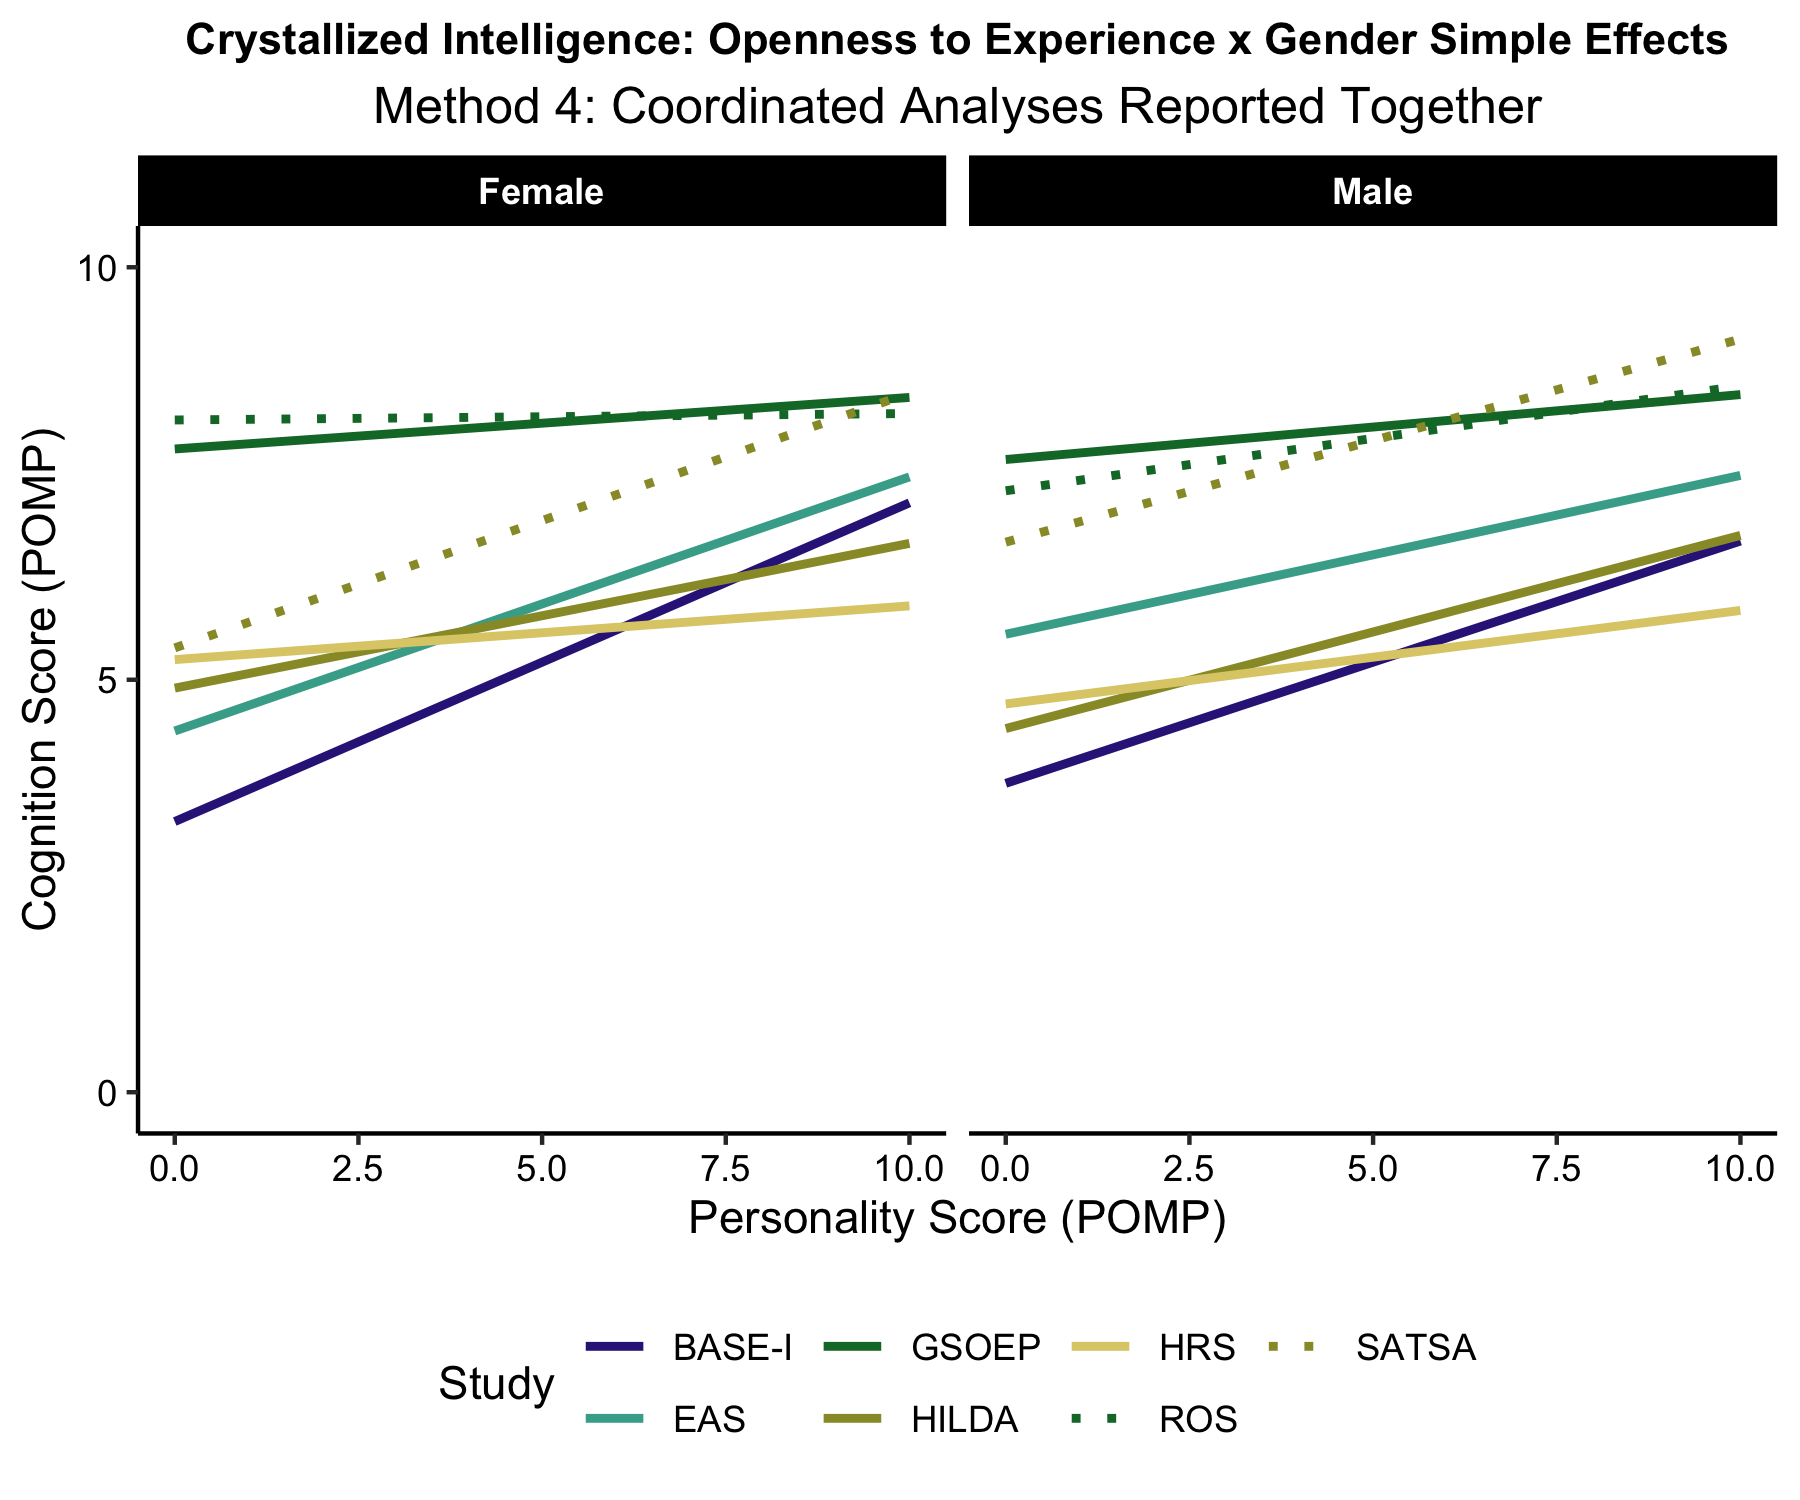 Crystallized Intelligence: Openness to Experience x Gender Simple Effects
Method 4: Coordinated Analyses Reported Together
Female Male
10
5
0
Cognition Score (POMP)
0.0 2.5 5.0 7.5 10.0 0.0 2.5 5.0 7.5 10.0
Personality Score (POMP)
Study
BASE-I GSOEP HRS SATSA
EAS HILDA ROS